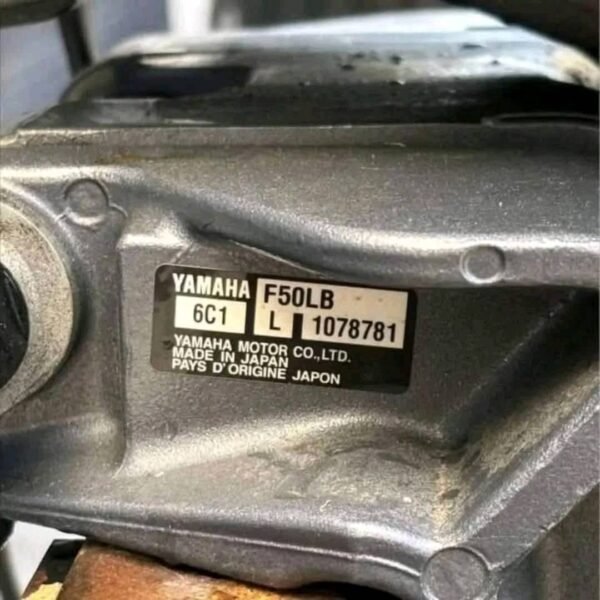 YAMAHA F50LB
6C1 L 1078781
YAMAHA MOTOR CO.,LTD.
MADE IN JAPAN
PAYS D'ORIGINE JAPON